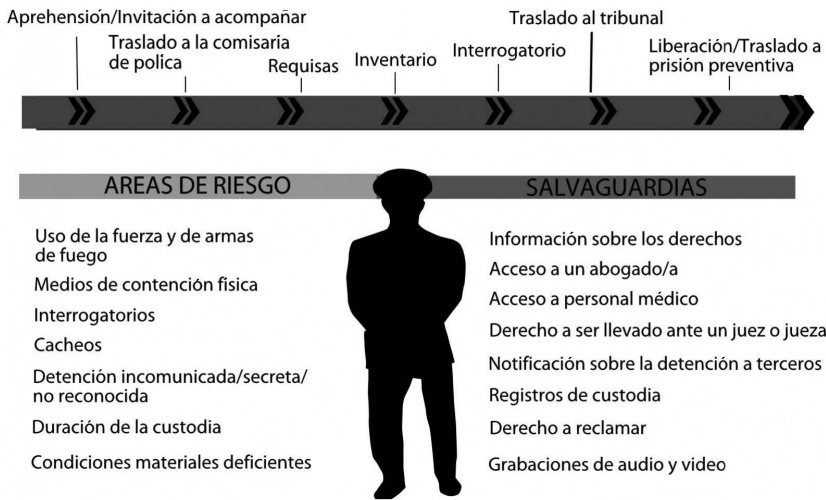 Aprehensión/Invitación a acompañar
Traslado a la comisaría
de políca
Requisas
Inventario
Interrogatorio
Traslado al tribunal
Liberación/Traslado a
prisión preventiva
AREAS DE RIESGO
SALVAGUARDIAS
Uso de la fuerza y de armas
de fuego
Medios de contención física
Interrogatorios
Cacheos
Detención incomunicada/secreta/
no reconocida
Duración de la custodia
Condiciones materiales deficientes
Información sobre los derechos
Acceso a un abogado/a
Acceso a personal médico
Derecho a ser llevado ante un juez o jueza
Notificación sobre la detención a terceros
Registros de custodia
Derecho a reclamar
Grabaciones de audio y video